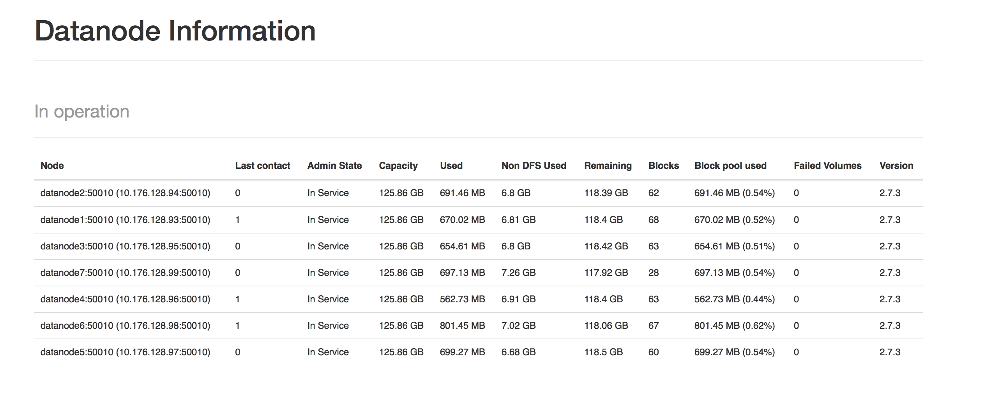 Datanode Information
In operation
Node Last contact Admin State Capacity Used Non DFS Used Remaining Blocks Block pool used Failed Volumes Version
datanode2:50010 (10.176.128.94:50010) 0 In Service 125.86 GB 691.46 MB 6.8 GB 118.39 GB 62 691.46 MB (0.54%) 0 2.7.3
datanode1:50010 (10.176.128.93:50010) 1 In Service 125.86 GB 670.02 MB 6.81 GB 118.4 GB 68 670.02 MB (0.52%) 0 2.7.3
datanode3:50010 (10.176.128.95:50010) 0 In Service 125.86 GB 654.61 MB 6.8 GB 118.42 GB 63 654.61 MB (0.51%) 0 2.7.3
datanode7:50010 (10.176.128.99:50010) 0 In Service 125.86 GB 697.13 MB 7.26 GB 117.92 GB 28 697.13 MB (0.54%) 0 2.7.3
datanode4:50010 (10.176.128.96:50010) 1 In Service 125.86 GB 562.73 MB 6.91 GB 118.4 GB 63 562.73 MB (0.44%) 0 2.7.3
datanode6:50010 (10.176.128.98:50010) 1 In Service 125.86 GB 801.45 MB 7.02 GB 118.06 GB 67 801.45 MB (0.62%) 0 2.7.3
datanode5:50010 (10.176.128.97:50010) 0 In Service 125.86 GB 699.27 MB 6.68 GB 118.5 GB 60 699.27 MB (0.54%) 0 2.7.3